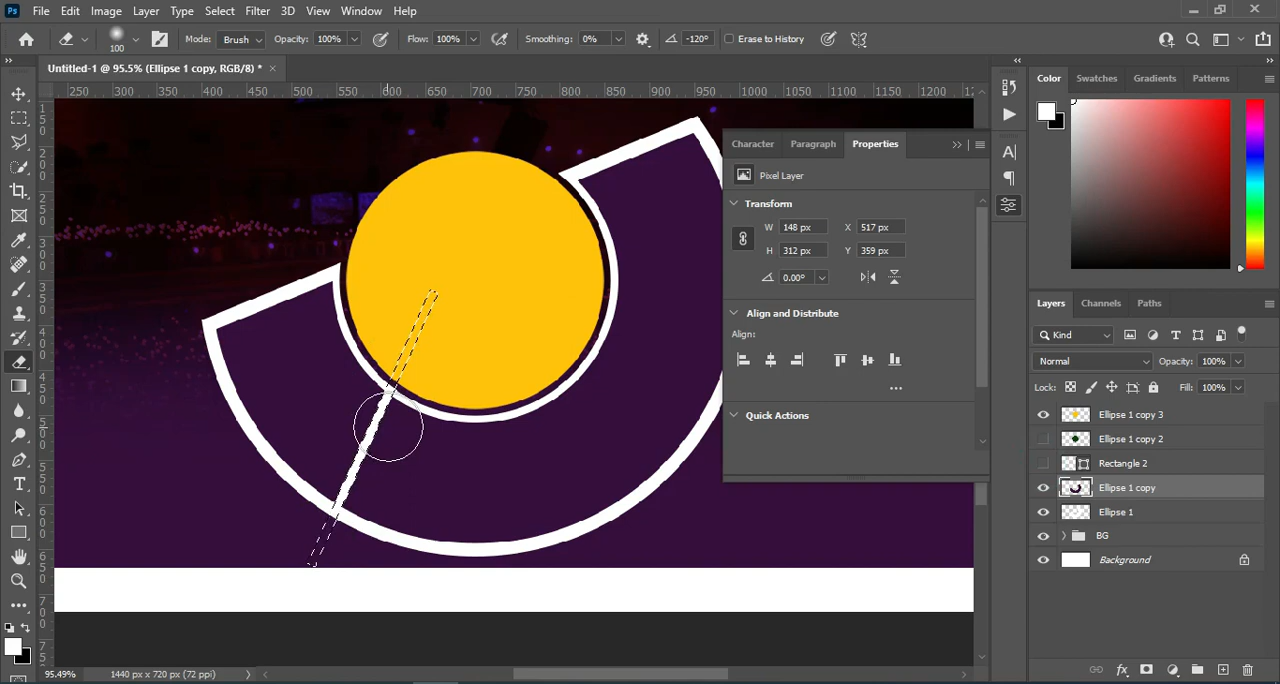 Ps File Edit Image Layer Type Select Filter 3D View Window Help
100 Mode: Brush Opacity: 100% Flow: 100% Smoothing: 0% -120° Erase to History
Untitled-1 @ 95.5% (Ellipse 1 copy, RGB/8) * ×
250 300 350 400 450 500 550 600 650 700 750 800 850 900 950 1000 1050 1100 1150 1200
Color Swatches Gradients Patterns
Character Paragraph Properties
Pixel Layer
Transform
W 148 px X 517 px
H 312 px Y 359 px
0.00°
Align and Distribute
Align:
Quick Actions
Layers Channels Paths
Kind
Normal Opacity: 100%
Lock: Fill: 100%
Ellipse 1 copy 3
Ellipse 1 copy 2
Rectangle 2
Ellipse 1 copy
Ellipse 1
BG
Background
95.49% 1440 px x 720 px (72 ppi)